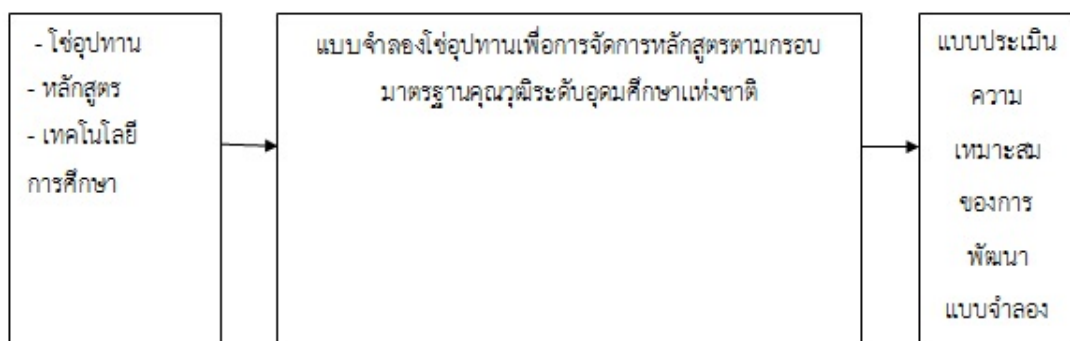 - โซ่อุปทาน
- หลักสูตร
- เทคโนโลยี
การศึกษา
แบบจำลองโซ่อุปทานเพื่อการจัดการหลักสูตรตามกรอบ
มาตรฐานคุณวุฒิระดับอุดมศึกษาแห่งชาติ
แบบประเมิน
ความ
เหมาะสม
ของการ
พัฒนา
แบบจำลอง